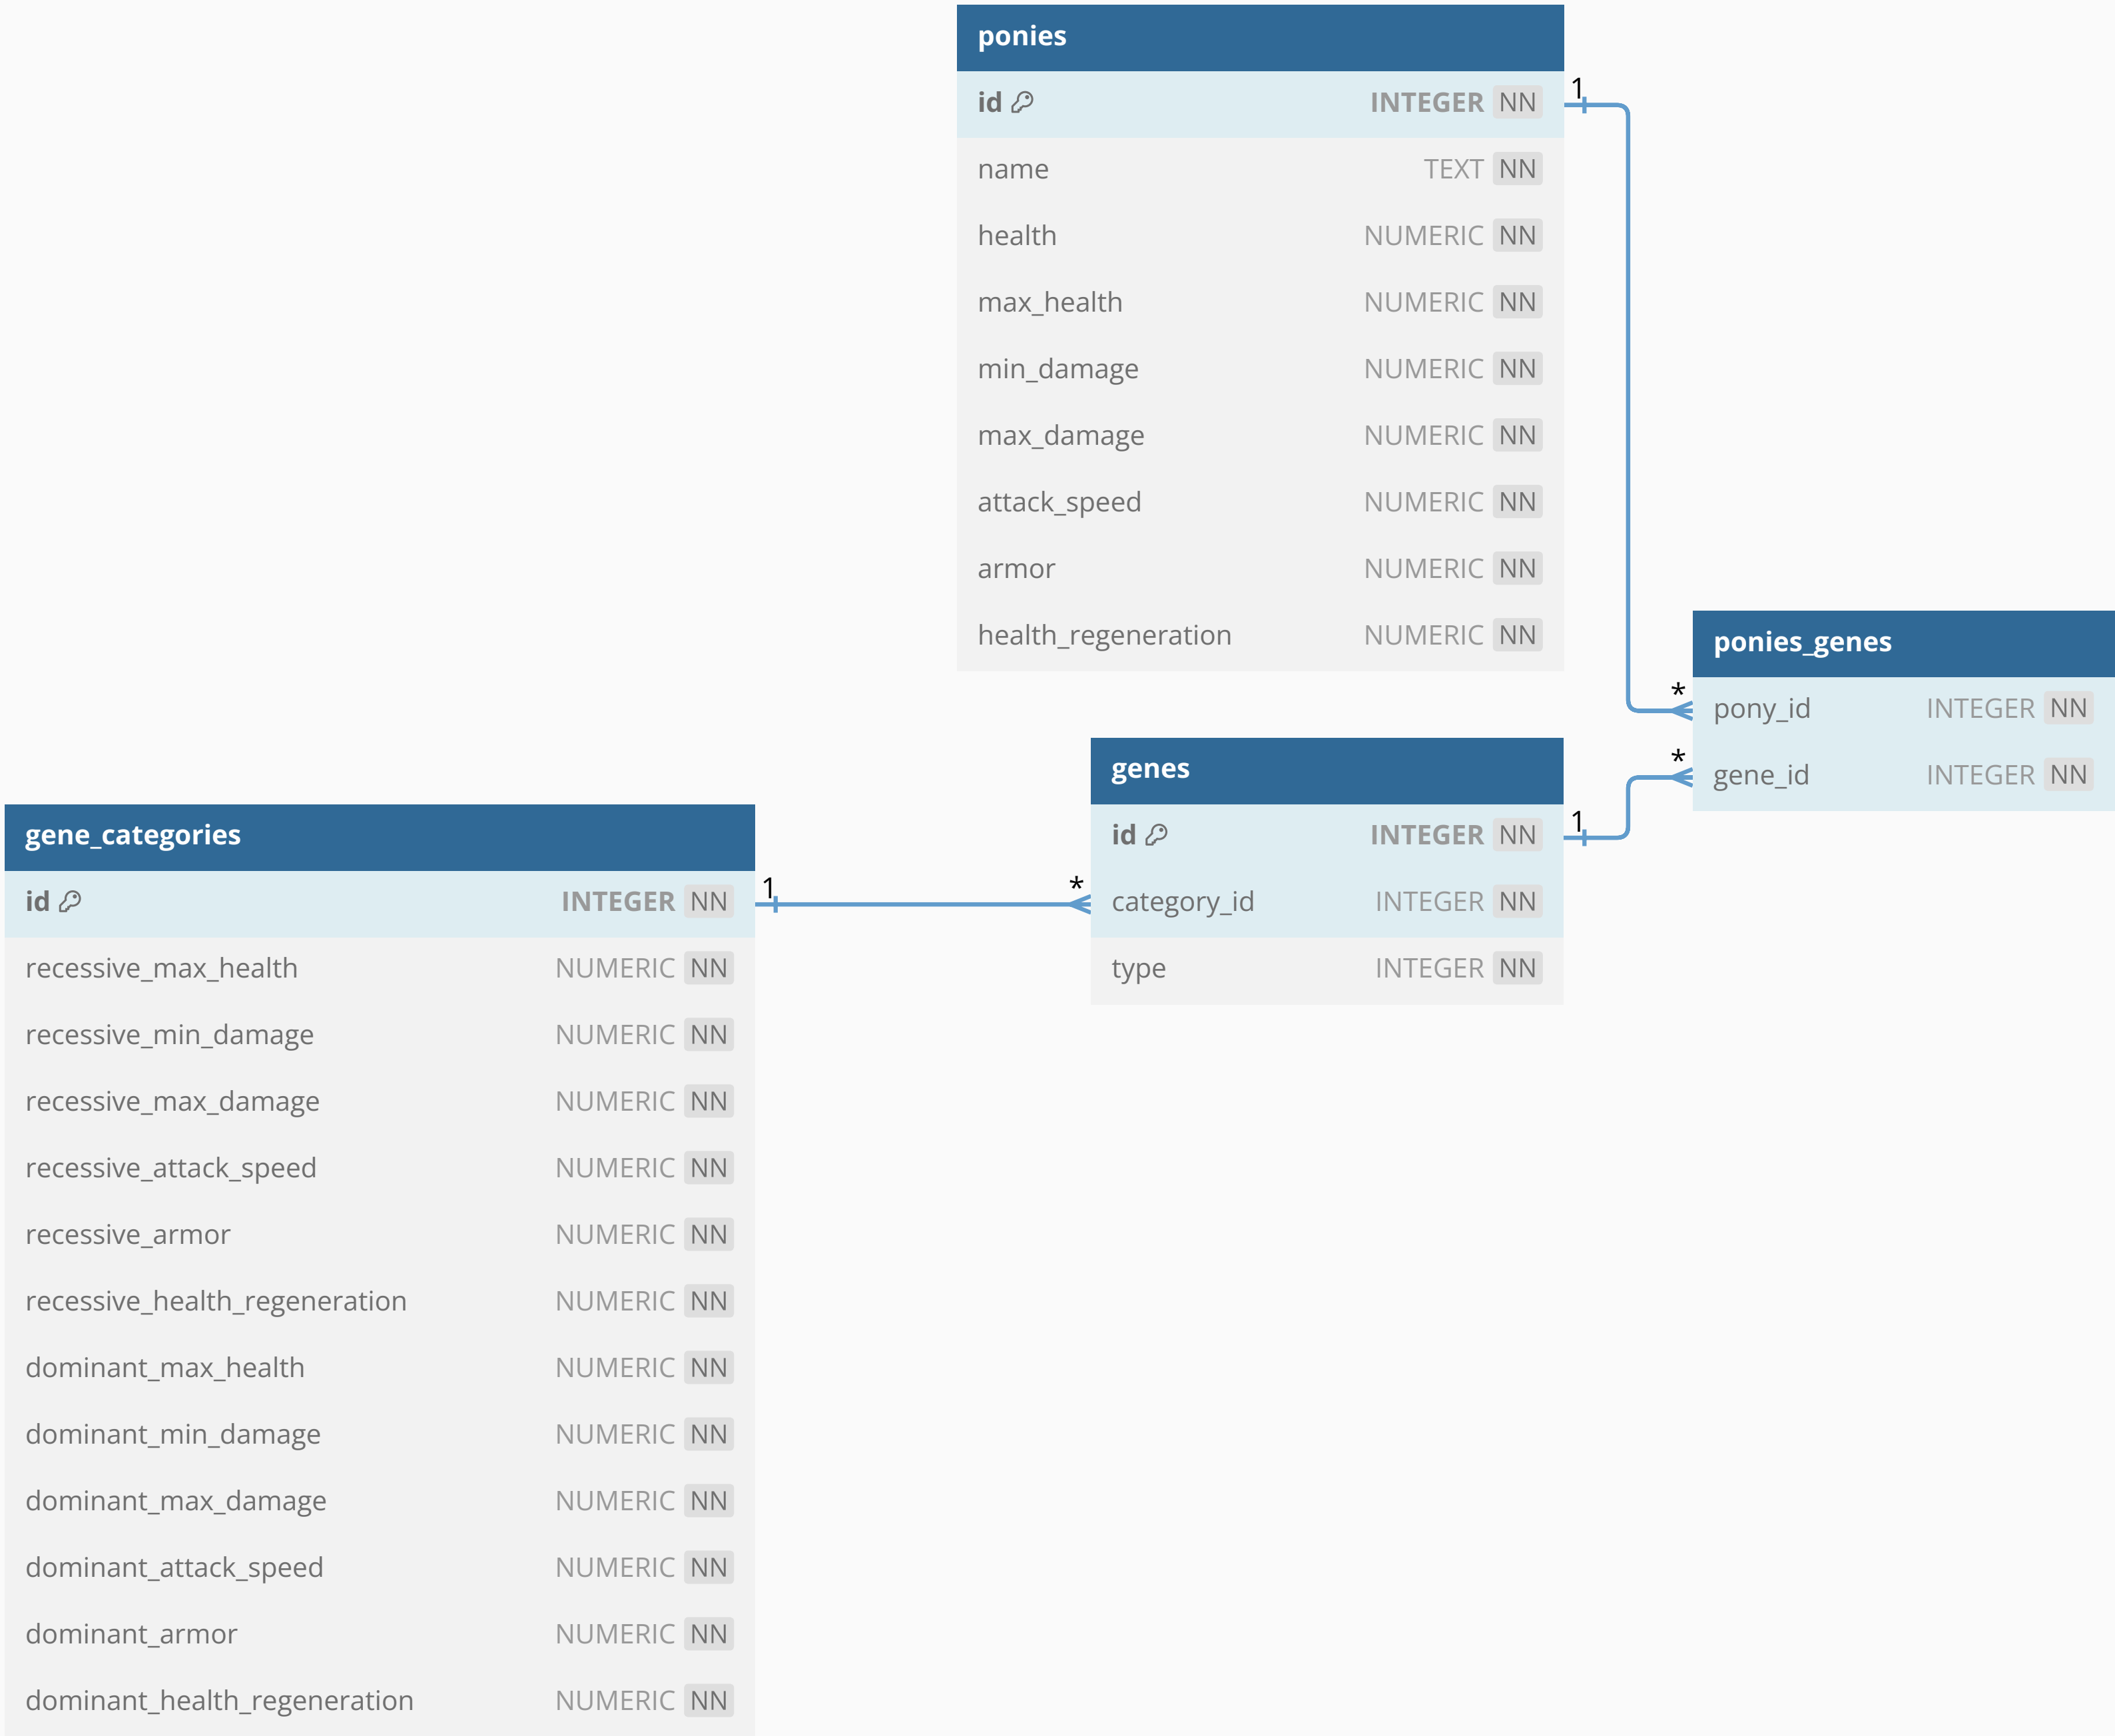 ponies
id INTEGER NN
name TEXT NN
health NUMERIC NN
max_health NUMERIC NN
min_damage NUMERIC NN
max_damage NUMERIC NN
attack_speed NUMERIC NN
armor NUMERIC NN
health_regeneration NUMERIC NN
1
*
ponies_genes
pony_id INTEGER NN
gene_id INTEGER NN
*
1
genes
id INTEGER NN
category_id INTEGER NN
type INTEGER NN
1
*
gene_categories
id INTEGER NN
recessive_max_health NUMERIC NN
recessive_min_damage NUMERIC NN
recessive_max_damage NUMERIC NN
recessive_attack_speed NUMERIC NN
recessive_armor NUMERIC NN
recessive_health_regeneration NUMERIC NN
dominant_max_health NUMERIC NN
dominant_min_damage NUMERIC NN
dominant_max_damage NUMERIC NN
dominant_attack_speed NUMERIC NN
dominant_armor NUMERIC NN
dominant_health_regeneration NUMERIC NN